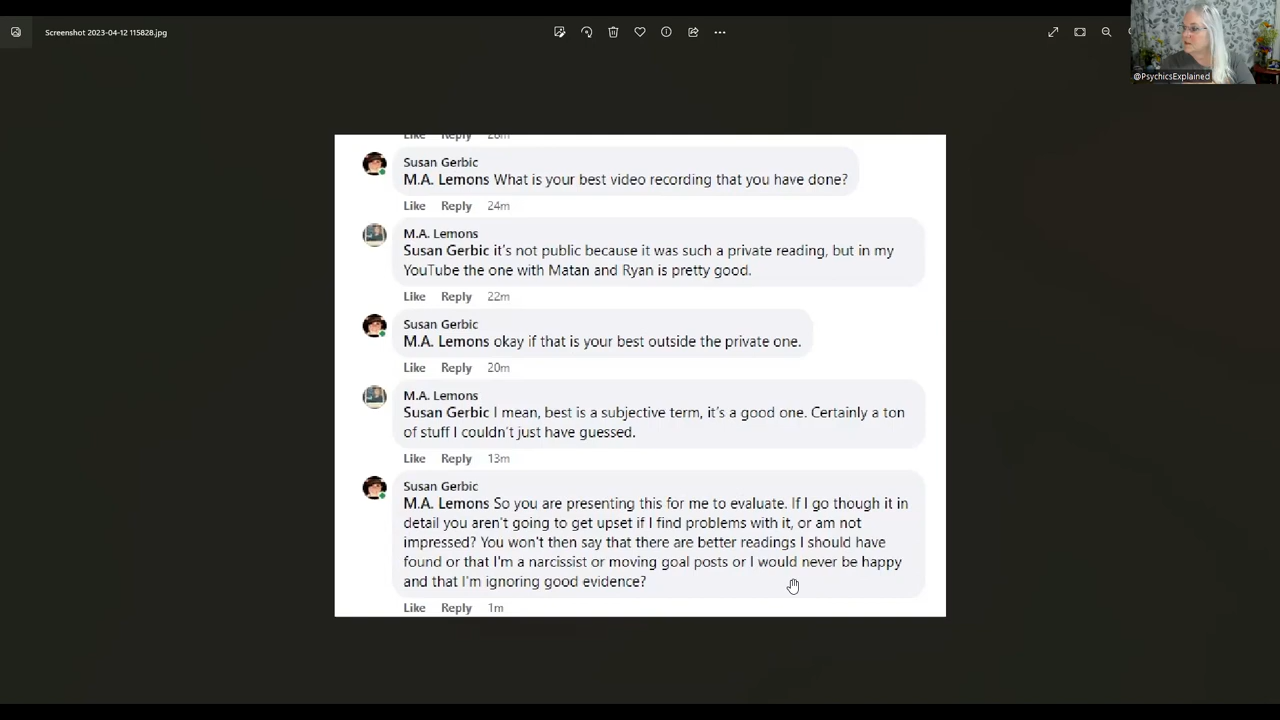 Screenshot 2023-04-12 115828.jpg
@PsychicsExplained
Like Reply 28m
Susan Gerbic
M.A. Lemons What is your best video recording that you have done?
Like Reply 24m
M.A. Lemons
Susan Gerbic it's not public because it was such a private reading, but in my
YouTube the one with Matan and Ryan is pretty good.
Like Reply 22m
Susan Gerbic
M.A. Lemons okay if that is your best outside the private one.
Like Reply 20m
M.A. Lemons
Susan Gerbic I mean, best is a subjective term, it's a good one. Certainly a ton
of stuff I couldn't just have guessed.
Like Reply 13m
Susan Gerbic
M.A. Lemons So you are presenting this for me to evaluate. If I go though it in
detail you aren't going to get upset if I find problems with it, or am not
impressed? You won't then say that there are better readings I should have
found or that I'm a narcissist or moving goal posts or I would never be happy
and that I'm ignoring good evidence?
Like Reply 1m